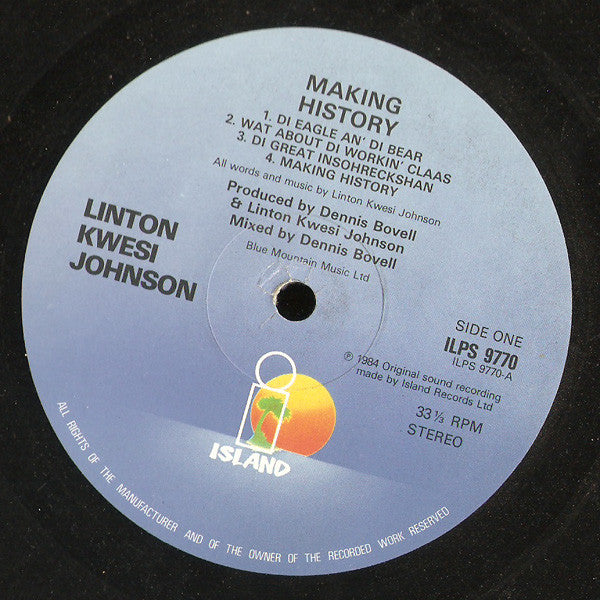 MAKING
HISTORY
1. DI EAGLE AN' DI BEAR
2. WAT ABOUT DI WORKIN' CLAAS
3. DI GREAT INSOHRECKSHAN
4. MAKING HISTORY
All words and music by Linton Kwesi Johnson
Produced by Dennis Bovell
& Linton Kwesi Johnson
Mixed by Dennis Bovell
Blue Mountain Music Ltd
LINTON
KWESI
JOHNSON
SIDE ONE
ILPS 9770
ILPS 9770-A
℗ 1984 Original sound recording
made by Island Records Ltd
33⅓ RPM
STEREO
ISLAND
ALL RIGHTS OF THE MANUFACTURER AND OF THE OWNER OF THE RECORDED WORK RESERVED